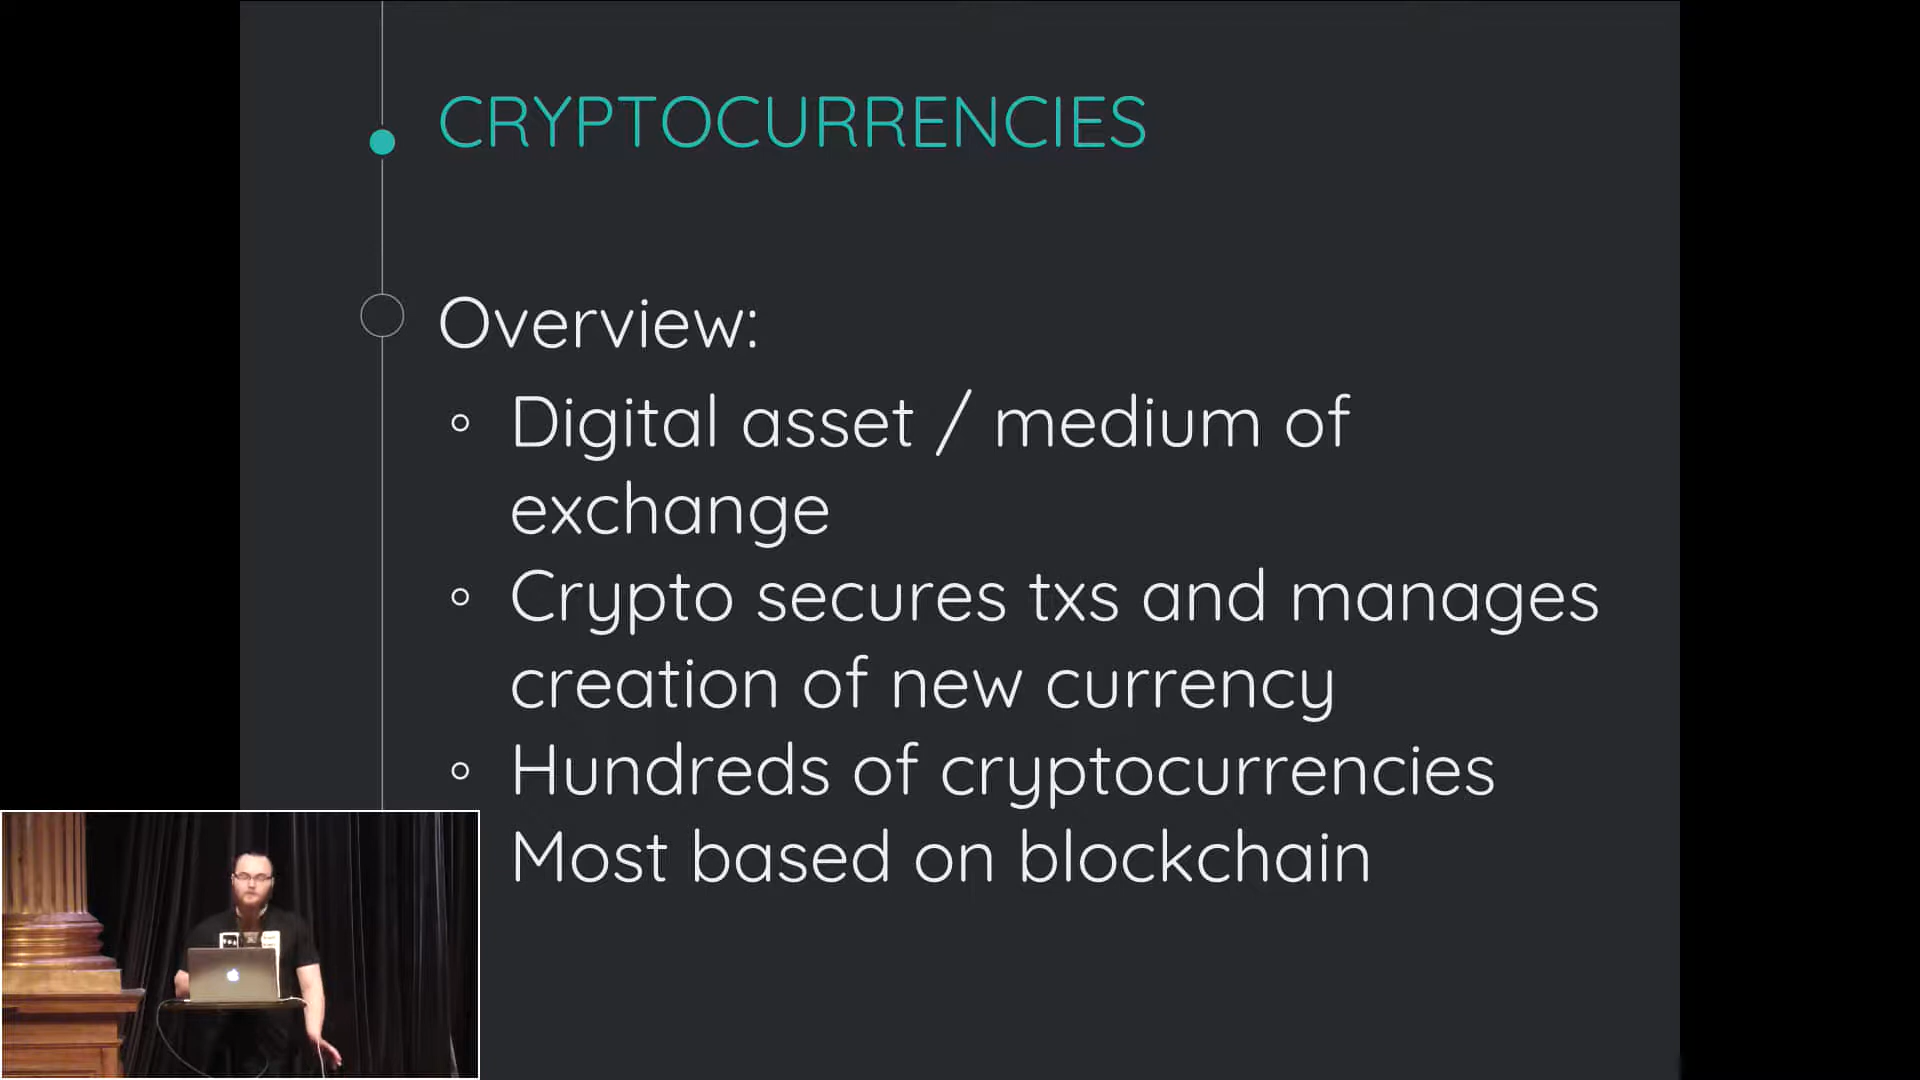 CRYPTOCURRENCIES
Overview:
Digital asset / medium of
exchange
Crypto secures txs and manages
creation of new currency
Hundreds of cryptocurrencies
Most based on blockchain